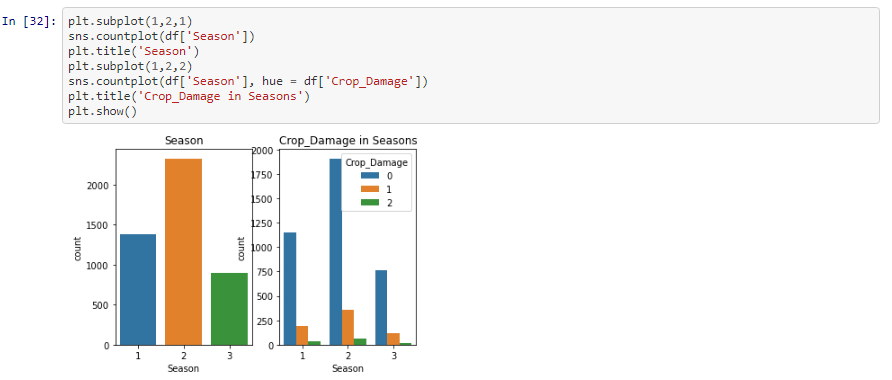 In [32]: plt.subplot(1,2,1)
sns.countplot(df['Season'])
plt.title('Season')
plt.subplot(1,2,2)
sns.countplot(df['Season'], hue = df['Crop_Damage'])
plt.title('Crop_Damage in Seasons')
plt.show()
Season
2000
1500
1000
500
0
count
1 2 3
Season
Crop_Damage in Seasons
2000
1750
1500
1250
1000
750
500
250
0
count
Crop_Damage
0
1
2
1 2 3
Season